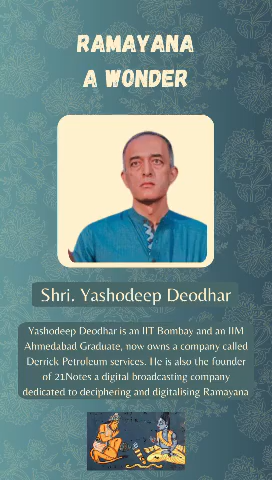 RAMAYANA
A WONDER
Shri. Yashodeep Deodhar
Yashodeep Deodhar is an IIT Bombay and an IIM
Ahmedabad Graduate, now owns a company called
Derrick Petroleum services. He is also the founder
of 21Notes a digital broadcasting company
dedicated to deciphering and digitalising Ramayana